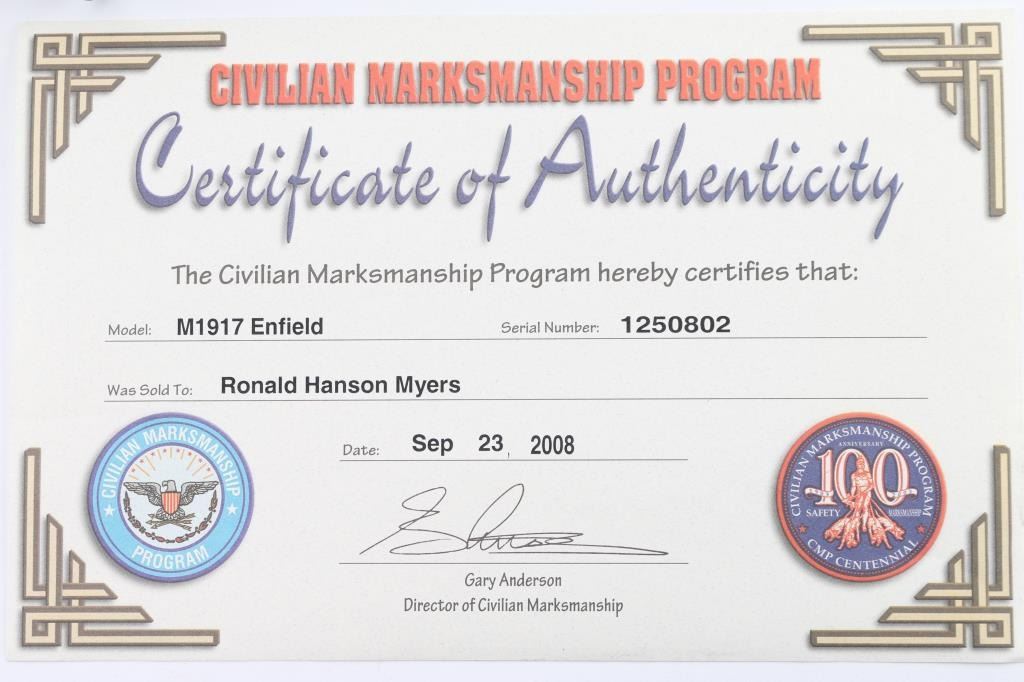 CIVILIAN MARKSMANSHIP PROGRAM
Certificate of Authenticity
The Civilian Marksmanship Program hereby certifies that:
Model: M1917 Enfield Serial Number: 1250802
Was Sold To: Ronald Hanson Myers
Date: Sep 23, 2008
Gary Anderson
Director of Civilian Marksmanship
CIVILIAN MARKSMANSHIP
PROGRAM
CIVILIAN MARKSMANSHIP PROGRAM
ANNIVERSARY
100
SAFETY MARKSMANSHIP
CMP CENTENNIAL